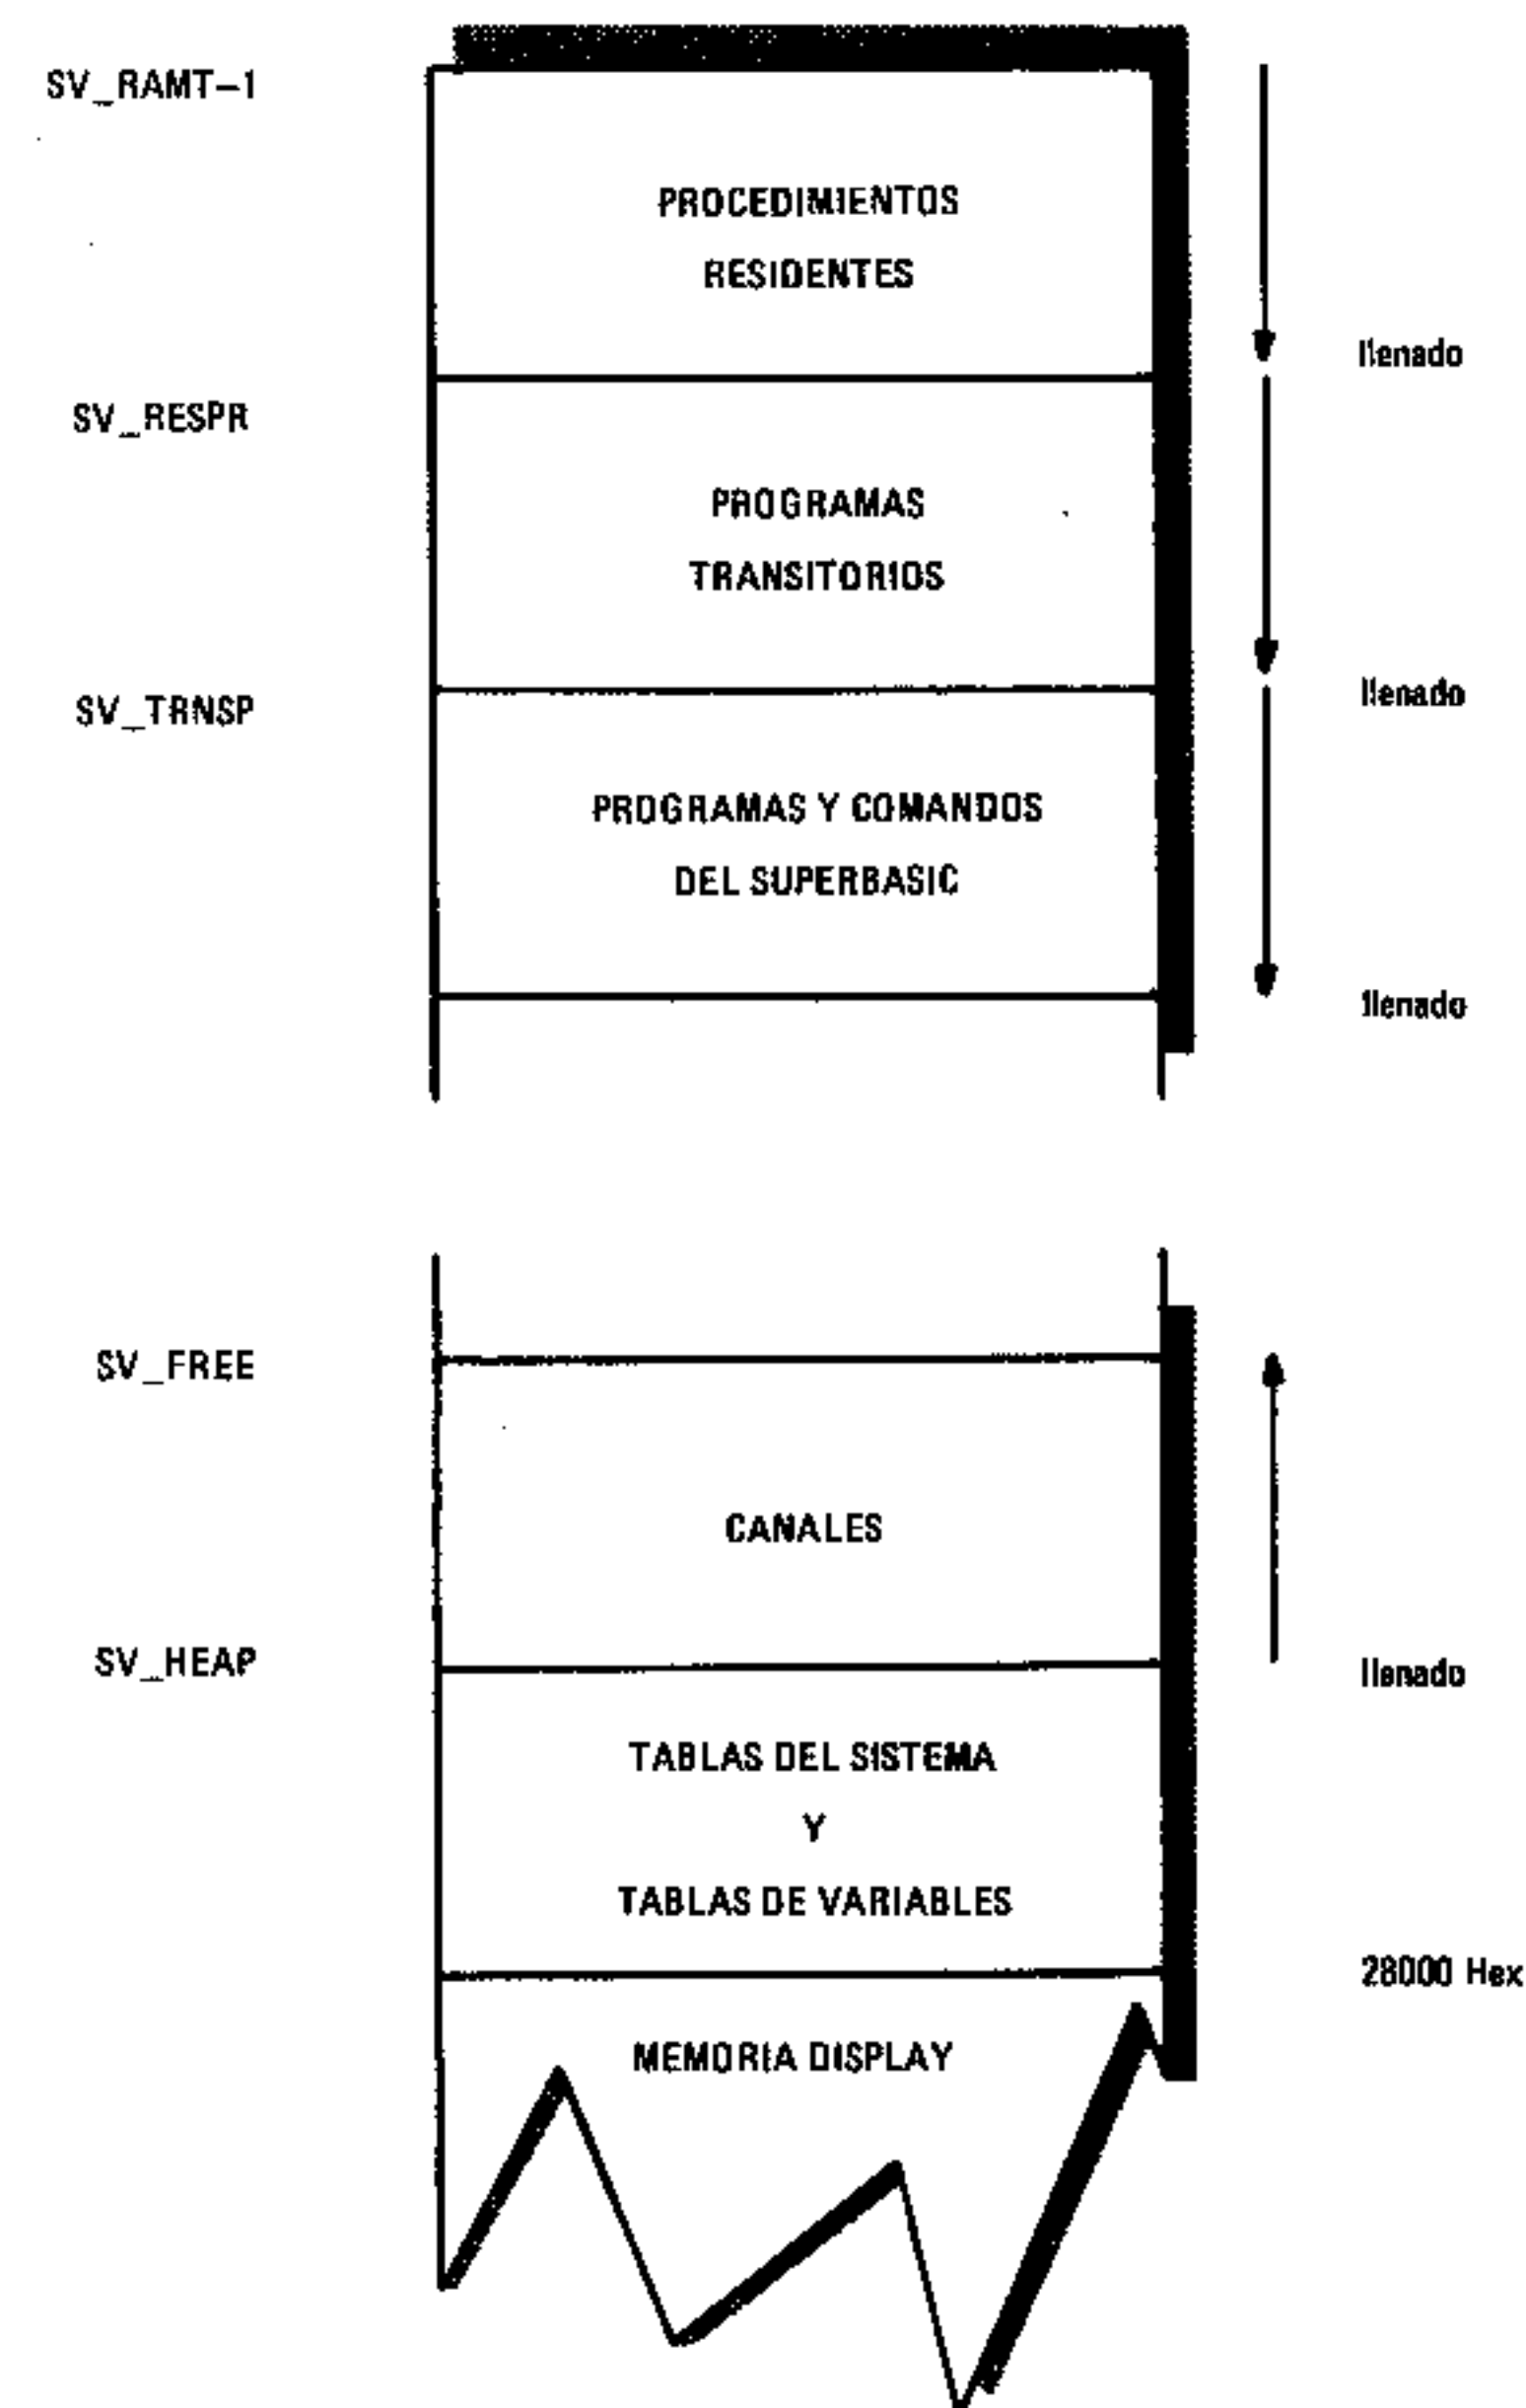 SV_RAMT-1
PROCEDIMIENTOS
RESIDENTES
llenado
SV_RESPR
PROGRAMAS
TRANSITORIOS
llenado
SV_TRNSP
PROGRAMAS Y COMANDOS
DEL SUPERBASIC
llenado
SV_FREE
CANALES
SV_HEAP
llenado
TABLAS DEL SISTEMA
Y
TABLAS DE VARIABLES
28000 Hex
MEMORIA DISPLAY